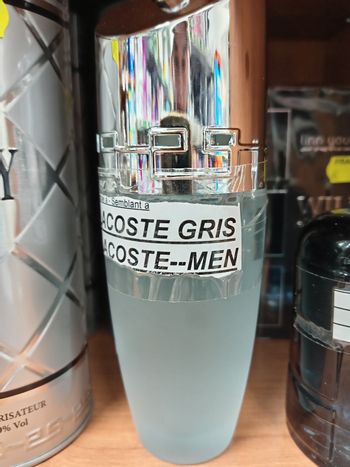 Semblant a
ACOSTE GRIS
ACOSTE--MEN
Y
RISATEUR
% Vol